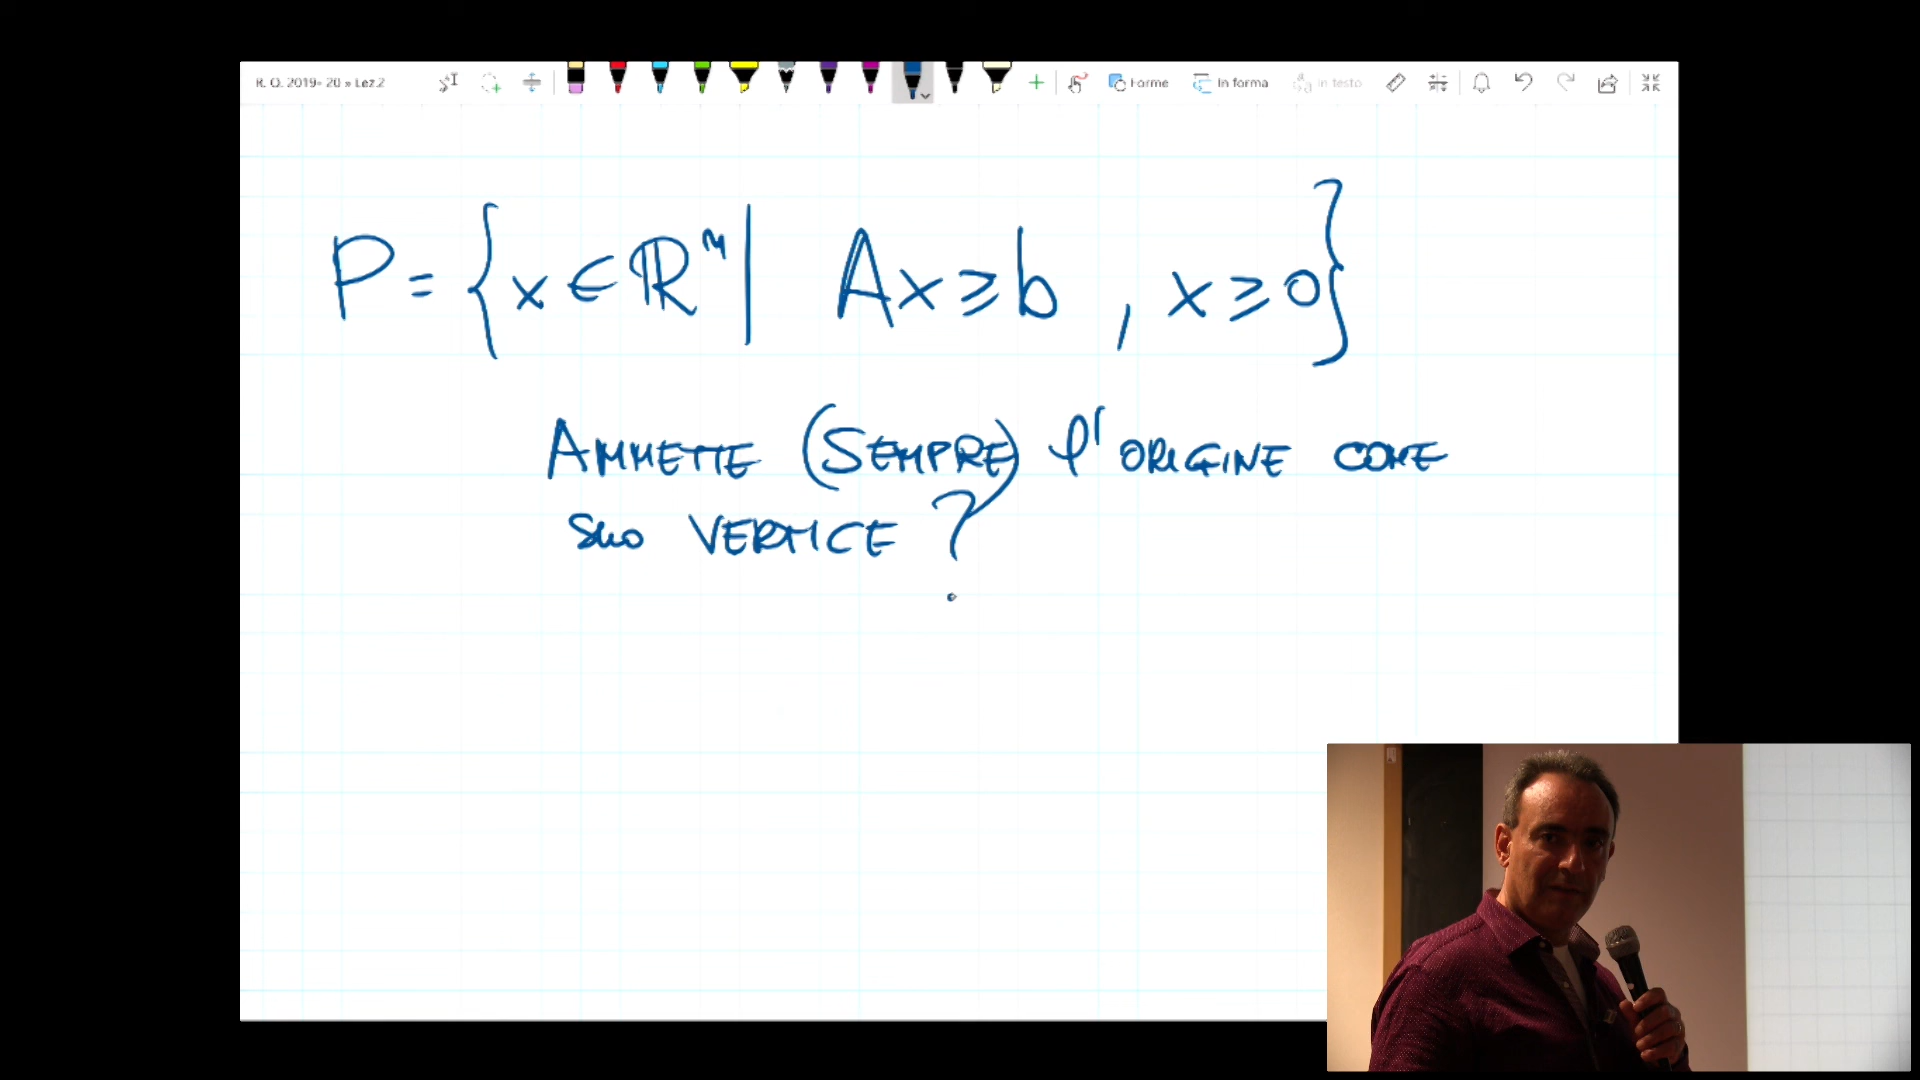 R. O. 2019-20 » Lez.2
Forme
In forma
In testo
P = { x ∈ ℝⁿ | Ax ≥ b , x ≥ 0 }
AMMETTE (SEMPRE) l'ORIGINE COME
SUO VERTICE ?